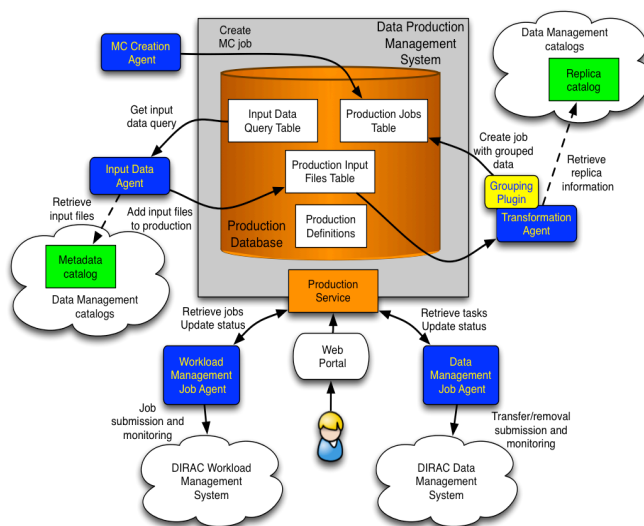 Create
MC job
Data Production
Management
System
Data Management
catalogs
MC Creation
Agent
Replica
catalog
Get input
data query
Input Data
Query Table
Production Jobs
Table
Create job
with grouped
data
Retrieve
replica
information
Input Data
Agent
Production Input
Files Table
Grouping
Plugin
Transformation
Agent
Retrieve
input files
Add input files
to production
Production
Database
Production
Definitions
Metadata
catalog
Data Management
catalogs
Production
Service
Retrieve jobs
Update status
Retrieve tasks
Update status
Web
Portal
Workload
Management
Job Agent
Data
Management
Job Agent
Job
submission and
monitoring
Transfer/removal
submission and
monitoring
DIRAC Workload
Management
System
DIRAC Data
Management
System